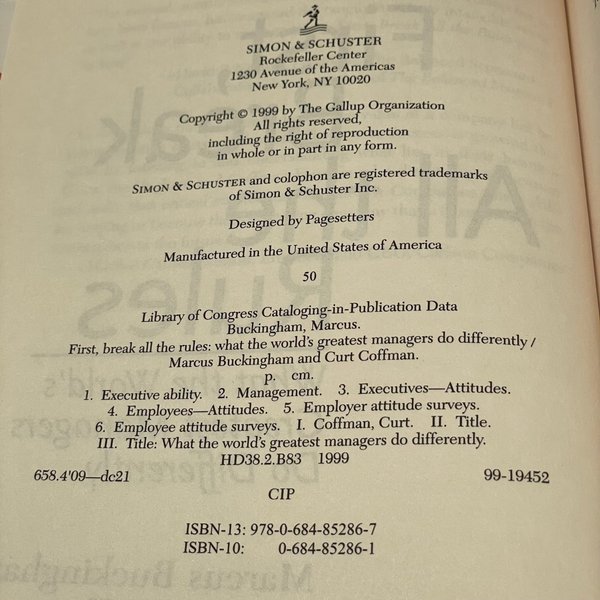 SIMON & SCHUSTER
Rockefeller Center
1230 Avenue of the Americas
New York, NY 10020
Copyright © 1999 by The Gallup Organization
All rights reserved,
including the right of reproduction
in whole or in part in any form.
SIMON & SCHUSTER and colophon are registered trademarks
of Simon & Schuster Inc.
Designed by Pagesetters
Manufactured in the United States of America
50
Library of Congress Cataloging-in-Publication Data
Buckingham, Marcus.
First, break all the rules: what the world's greatest managers do differently /
Marcus Buckingham and Curt Coffman.
p. cm.
1. Executive ability. 2. Management. 3. Executives—Attitudes.
4. Employees—Attitudes. 5. Employer attitude surveys.
6. Employee attitude surveys. I. Coffman, Curt. II. Title.
III. Title: What the world's greatest managers do differently.
HD38.2.B83 1999
658.4'09—dc21 99-19452
CIP
ISBN-13: 978-0-684-85286-7
ISBN-10: 0-684-85286-1